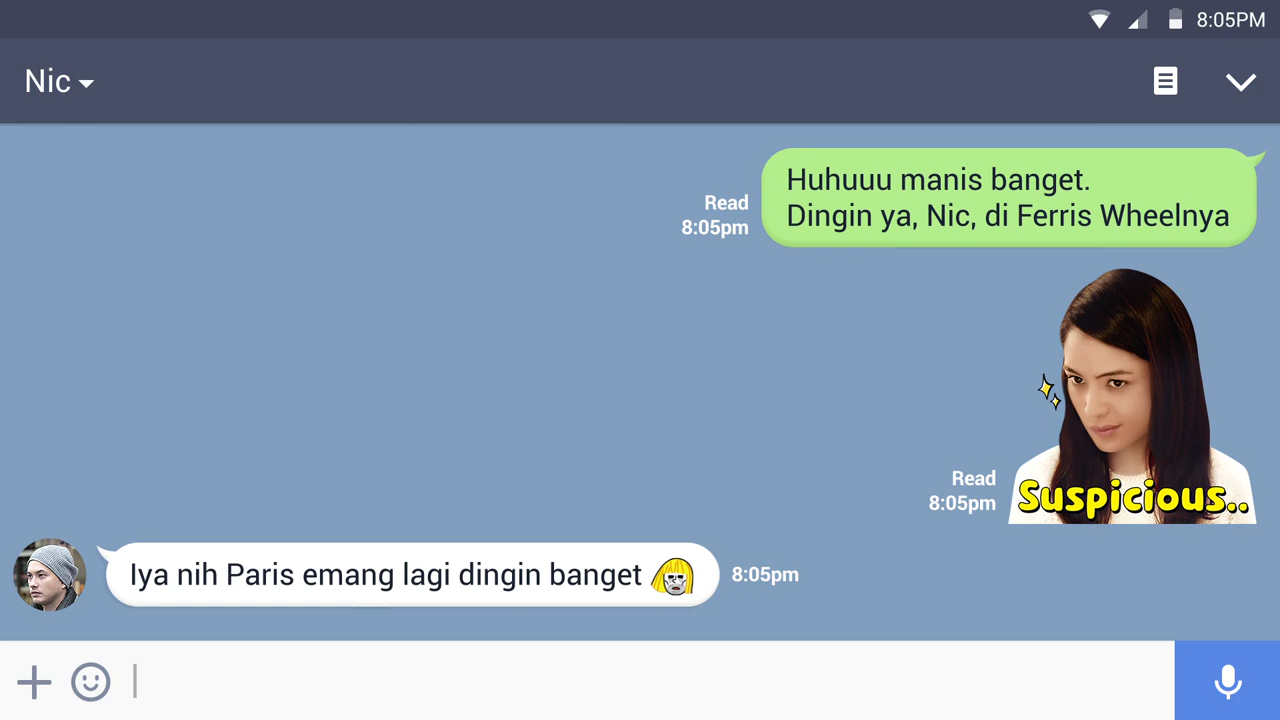 8:05PM
Nic
Huhuuu manis banget.
Dingin ya, Nic, di Ferris Wheelnya
Read
8:05pm
Suspicious..
Read
8:05pm
Iya nih Paris emang lagi dingin banget
8:05pm